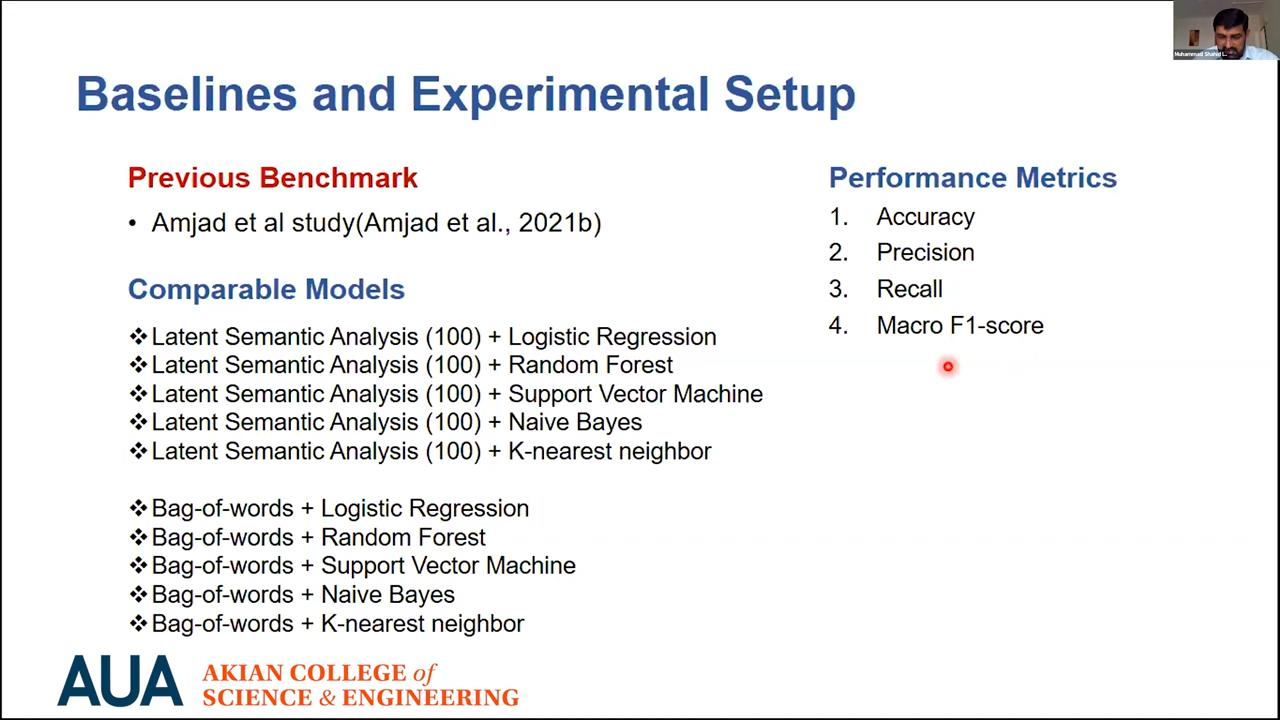 Muhammad Shahid I...
Baselines and Experimental Setup
Previous Benchmark
• Amjad et al study(Amjad et al., 2021b)
Comparable Models
❖Latent Semantic Analysis (100) + Logistic Regression
❖Latent Semantic Analysis (100) + Random Forest
❖Latent Semantic Analysis (100) + Support Vector Machine
❖Latent Semantic Analysis (100) + Naive Bayes
❖Latent Semantic Analysis (100) + K-nearest neighbor
❖Bag-of-words + Logistic Regression
❖Bag-of-words + Random Forest
❖Bag-of-words + Support Vector Machine
❖Bag-of-words + Naive Bayes
❖Bag-of-words + K-nearest neighbor
Performance Metrics
1. Accuracy
2. Precision
3. Recall
4. Macro F1-score
AUA
AKIAN COLLEGE of
SCIENCE & ENGINEERING